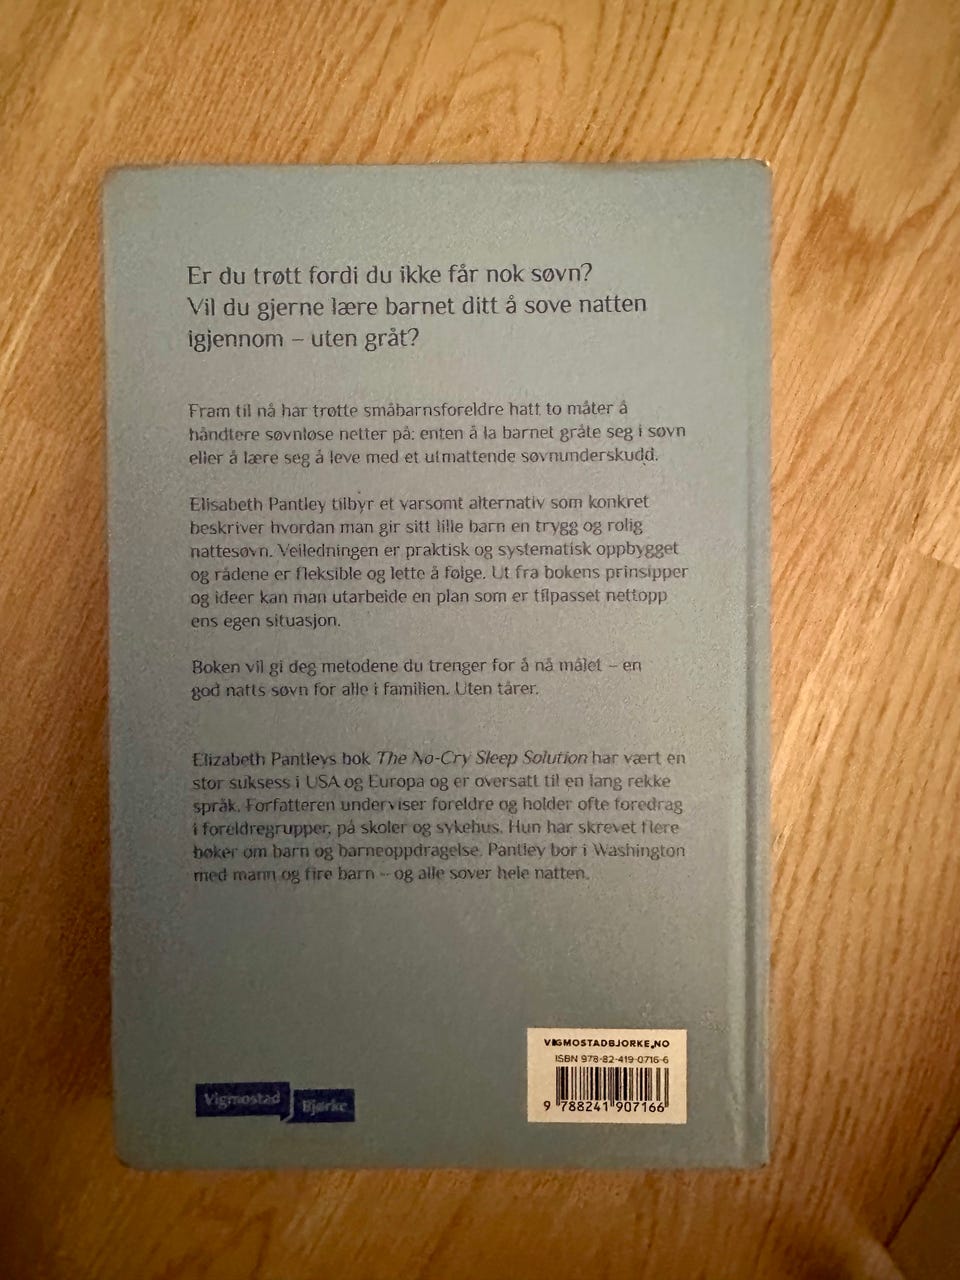 Er du trøtt fordi du ikke får nok søvn?
Vil du gjerne lære barnet ditt å sove natten
igjennom – uten gråt?
Fram til nå har trøtte småbarnsforeldre hatt to måter å
håndtere søvnløse netter på: enten å la barnet gråte seg i søvn
eller å lære seg å leve med et utmattende søvnunderskudd.
Elisabeth Pantley tilbyr et varsomt alternativ som konkret
beskriver hvordan man gir sitt lille barn en trygg og rolig
nattesøvn. Veiledningen er praktisk og systematisk oppbygget
og rådene er fleksible og lette å følge. Ut fra bokens prinsipper
og ideer kan man utarbeide en plan som er tilpasset nettopp
ens egen situasjon.
Boken vil gi deg metodene du trenger for å nå målet – en
god natts søvn for alle i familien. Uten tårer.
Elizabeth Pantleys bok The No-Cry Sleep Solution har vært en
stor suksess i USA og Europa og er oversatt til en lang rekke
språk. Forfatteren underviser foreldre og holder ofte foredrag
i foreldregrupper, på skoler og sykehus. Hun har skrevet flere
bøker om barn og barneoppdragelse. Pantley bor i Washington
med mann og fire barn – og alle sover hele natten.
VIGMOSTADBJORKE.NO
ISBN 978-82-419-0716-6
9 788241 907166
Vigmostad
Bjørke